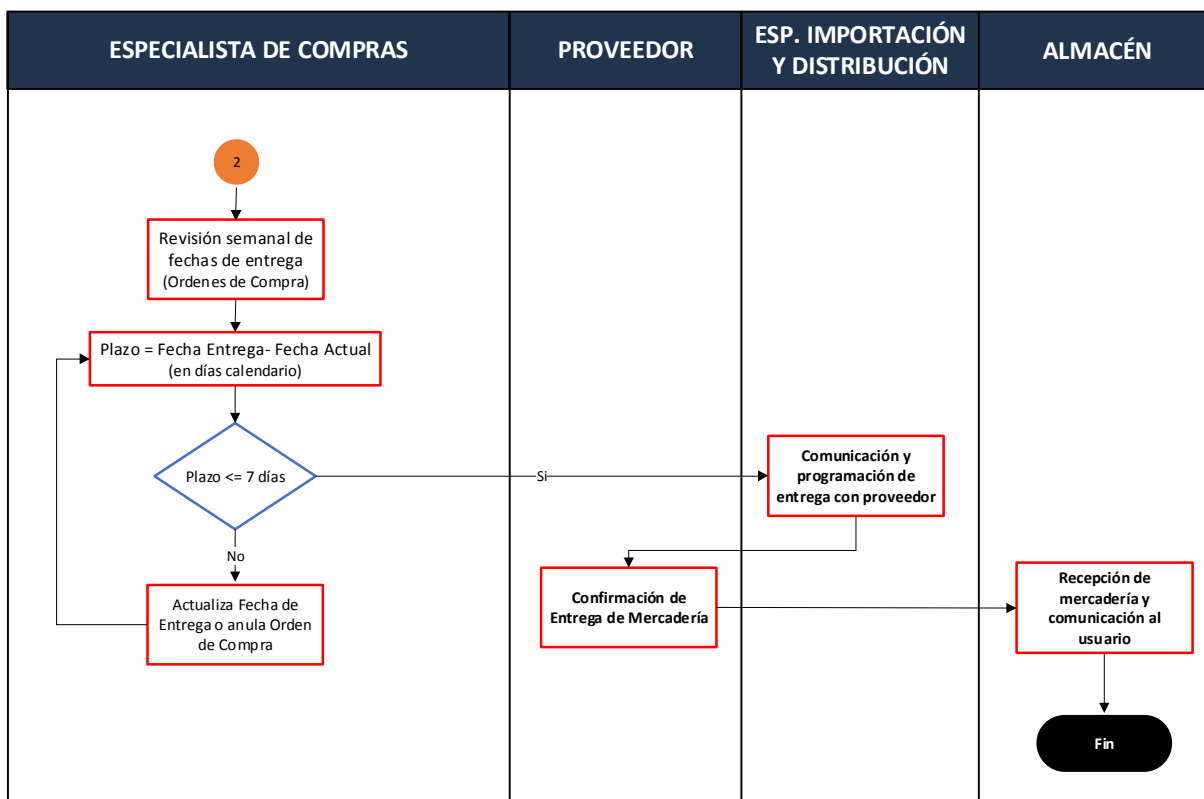 ESPECIALISTA DE COMPRAS
PROVEEDOR
ESP. IMPORTACIÓN
Y DISTRIBUCIÓN
ALMACÉN
2
Revisión semanal de
fechas de entrega
(Ordenes de Compra)
Plazo = Fecha Entrega- Fecha Actual
(en días calendario)
Plazo <= 7 días
Si
Comunicación y
programación de
entrega con proveedor
No
Actualiza Fecha de
Entrega o anula Orden
de Compra
Confirmación de
Entrega de Mercadería
Recepción de
mercadería y
comunicación al
usuario
Fin